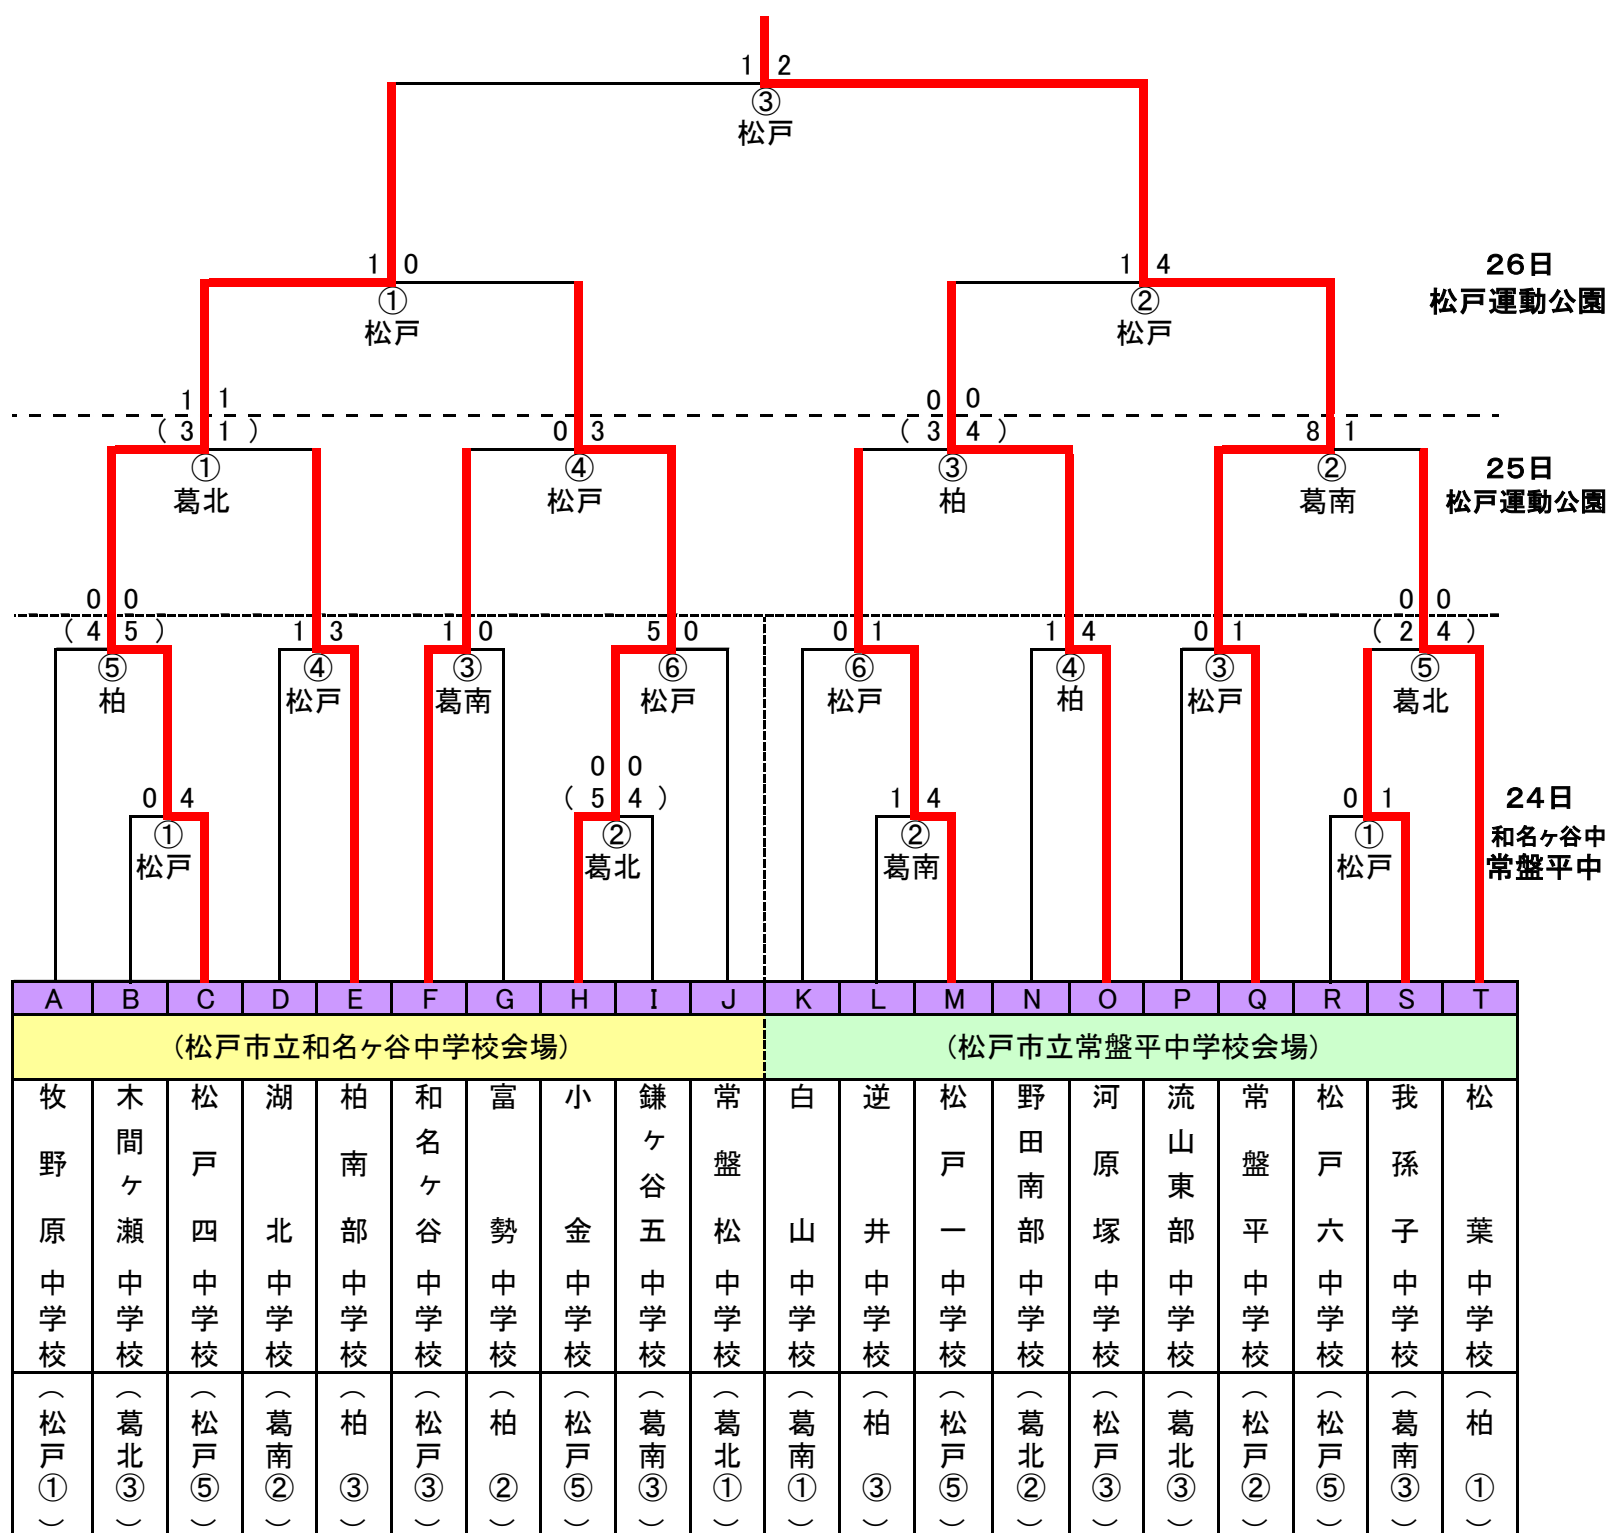 1 2
③
松戸
1 0
①
松戸
1 4
②
松戸
26日
松戸運動公園
1 1
(3 1)
①
葛北
0 3
④
松戸
0 0
(3 4)
③
柏
8 1
②
葛南
25日
松戸運動公園
0 0
(4 5)
⑤
柏
1 3
④
松戸
1 0
③
葛南
5 0
⑥
松戸
0 1
⑥
松戸
1 4
④
柏
0 1
③
松戸
0 0
(2 4)
⑤
葛北
0 4
①
松戸
0 0
(5 4)
②
葛北
1 4
②
葛南
0 1
①
松戸
24日
和名ヶ谷中
常盤平中
A B C D E F G H I J K L M N O P Q R S T
(松戸市立和名ヶ谷中学校会場) (松戸市立常盤平中学校会場)
牧野原中学校
木間ケ瀬中学校
松戸四中学校
湖北中学校
柏南部中学校
和名ケ谷中学校
富勢中学校
小金中学校
鎌ケ谷五中学校
常盤松中学校
白山中学校
逆井中学校
松戸一中学校
野田南部中学校
河原塚中学校
流山東部中学校
常盤平中学校
松戸六中学校
我孫子中学校
松葉中学校
(松戸①)
(葛北③)
(松戸⑤)
(葛南②)
(柏③)
(松戸③)
(柏②)
(松戸⑤)
(葛南③)
(葛北①)
(葛南①)
(柏③)
(松戸⑤)
(葛北②)
(松戸③)
(葛北③)
(松戸②)
(松戸⑤)
(葛南③)
(柏①)